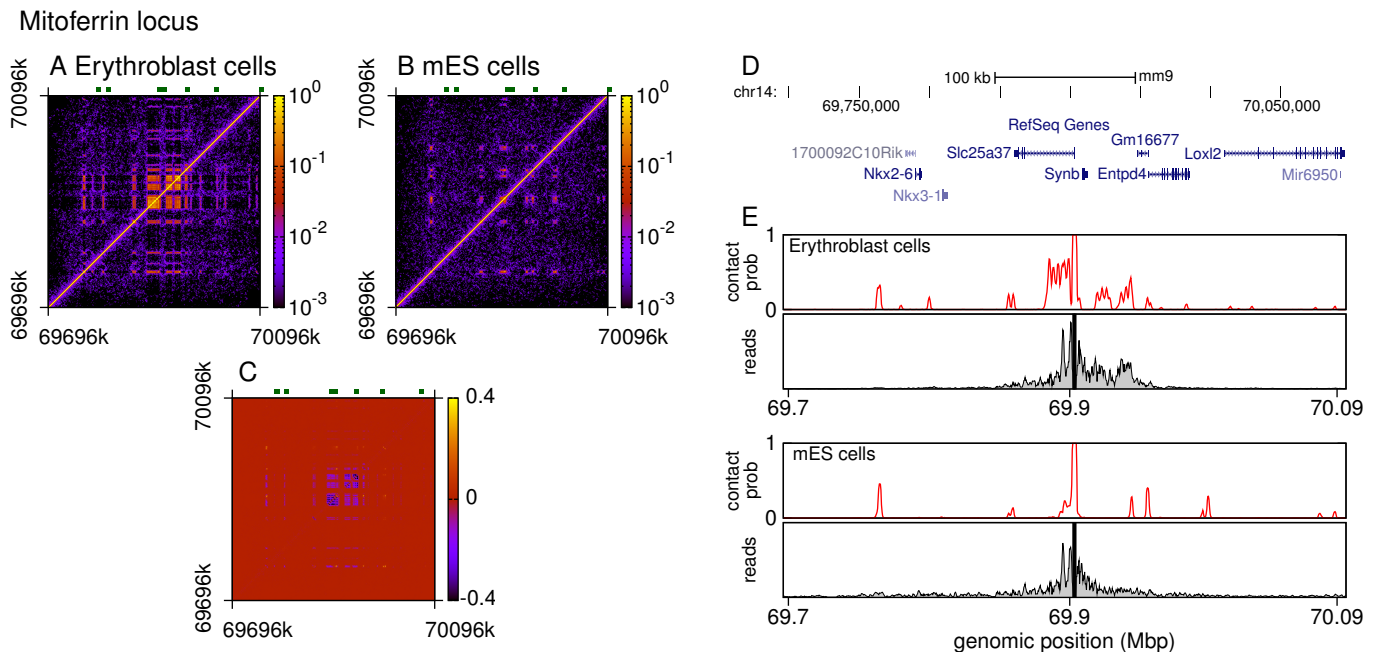 Mitoferrin locus
A Erythroblast cells
70096k
69696k
69696k
70096k
10^0
10^-1
10^-2
10^-3
B mES cells
70096k
69696k
69696k
70096k
10^0
10^-1
10^-2
10^-3
C
70096k
69696k
69696k
70096k
0.4
0
-0.4
D
100 kb mm9
chr14:
69,750,000 70,050,000
RefSeq Genes
Gm16677
1700092C10Rik Slc25a37 Loxl2
Nkx2-6 Synb Entpd4 Mir6950
Nkx3-1
E
Erythroblast cells
contact
prob
1
0
reads
69.7 69.9 70.09
mES cells
contact
prob
1
0
reads
69.7 69.9 70.09
genomic position (Mbp)